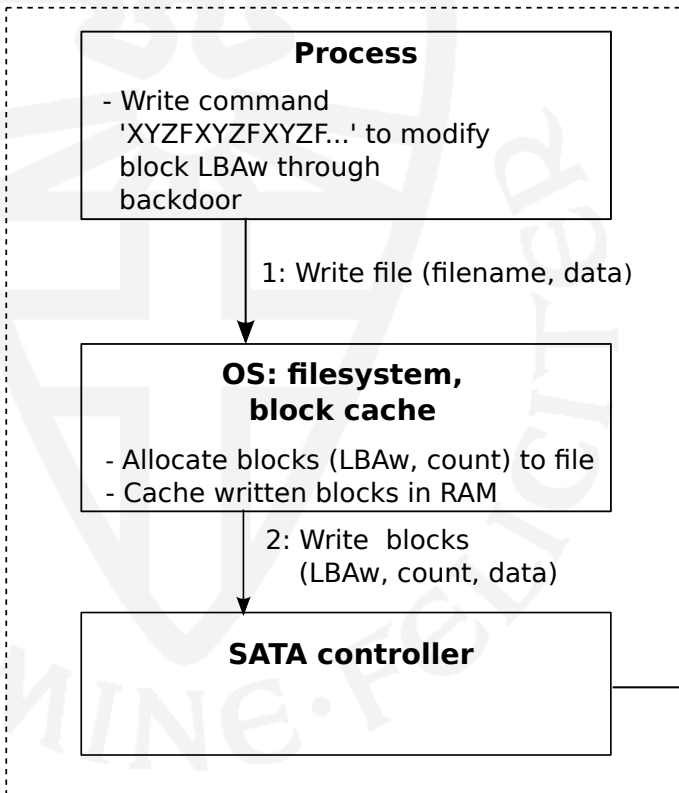 Process
- Write command
'XYZFXYZFXYZF...' to modify
block LBAw through
backdoor
1: Write file (filename, data)
OS: filesystem,
block cache
- Allocate blocks (LBAw, count) to file
- Cache written blocks in RAM
2: Write blocks
(LBAw, count, data)
SATA controller
MINE·FELICITER